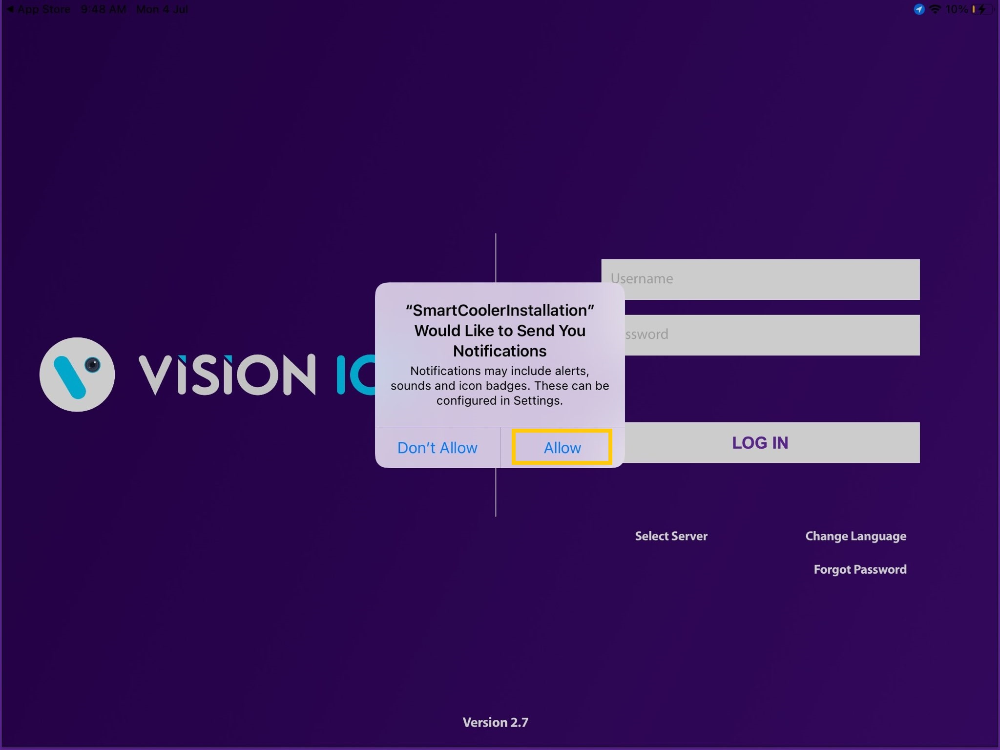 App Store 9:48 AM Mon 4 Jul
10%
Username
ssword
VISION IO
“SmartCoolerInstallation”
Would Like to Send You
Notifications
Notifications may include alerts,
sounds and icon badges. These can be
configured in Settings.
Don’t Allow
Allow
LOG IN
Select Server
Change Language
Forgot Password
Version 2.7